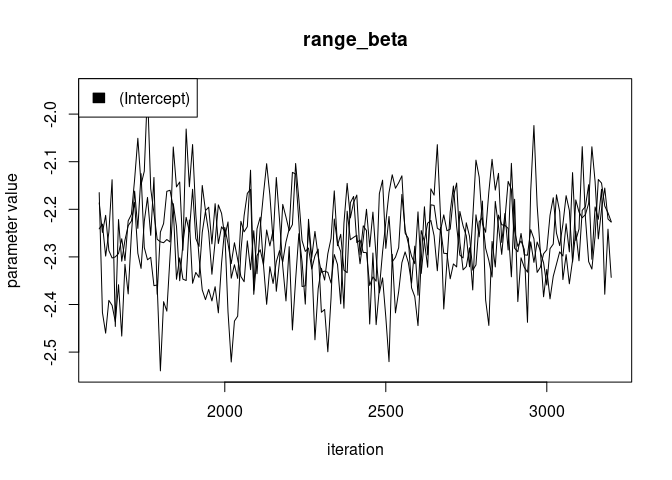 range_beta
(Intercept)
parameter value
-2.0
-2.1
-2.2
-2.3
-2.4
-2.5
2000
2500
3000
iteration